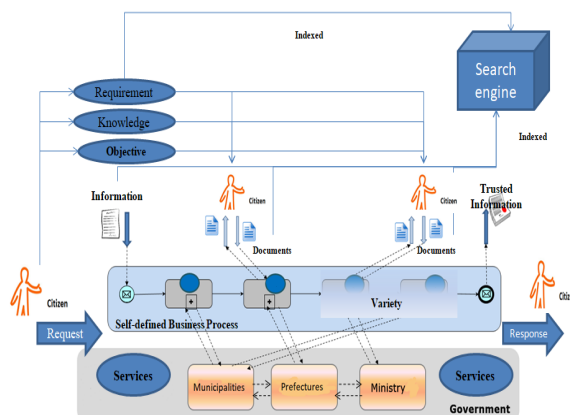 Indexed
Requirement
Search
engine
Knowledge
Objective
Indexed
Information
Citizen
Citizen
Trusted
Information
Documents
Documents
Citizen
Citiz
Variety
Self-defined Business Process
Request
Response
Services
Services
Municipalities
Prefectures
Ministry
Government